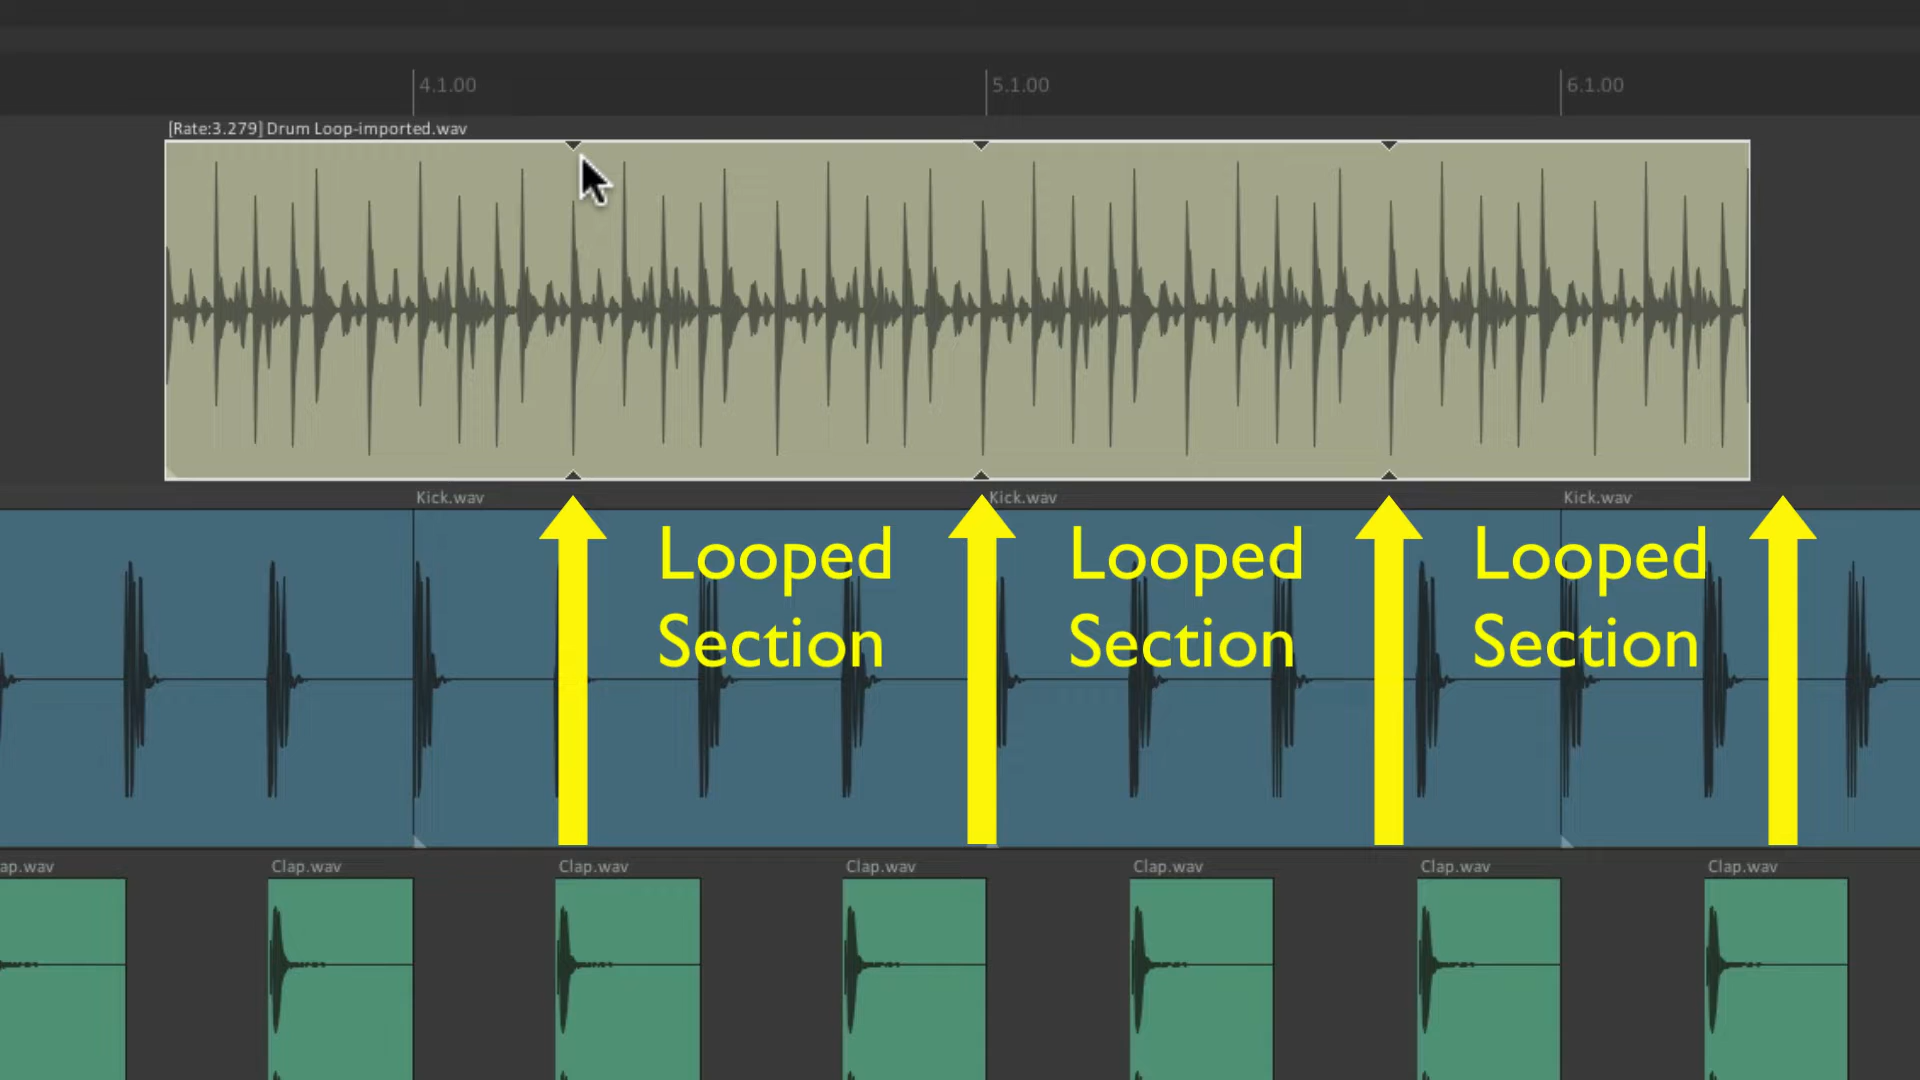 4.1.00
5.1.00
6.1.00
[Rate:3.279] Drum Loop-imported.wav
Kick.wav
Kick.wav
Kick.wav
Looped
Section
Looped
Section
Looped
Section
ap.wav
Clap.wav
Clap.wav
Clap.wav
Clap.wav
Clap.wav
Clap.wav